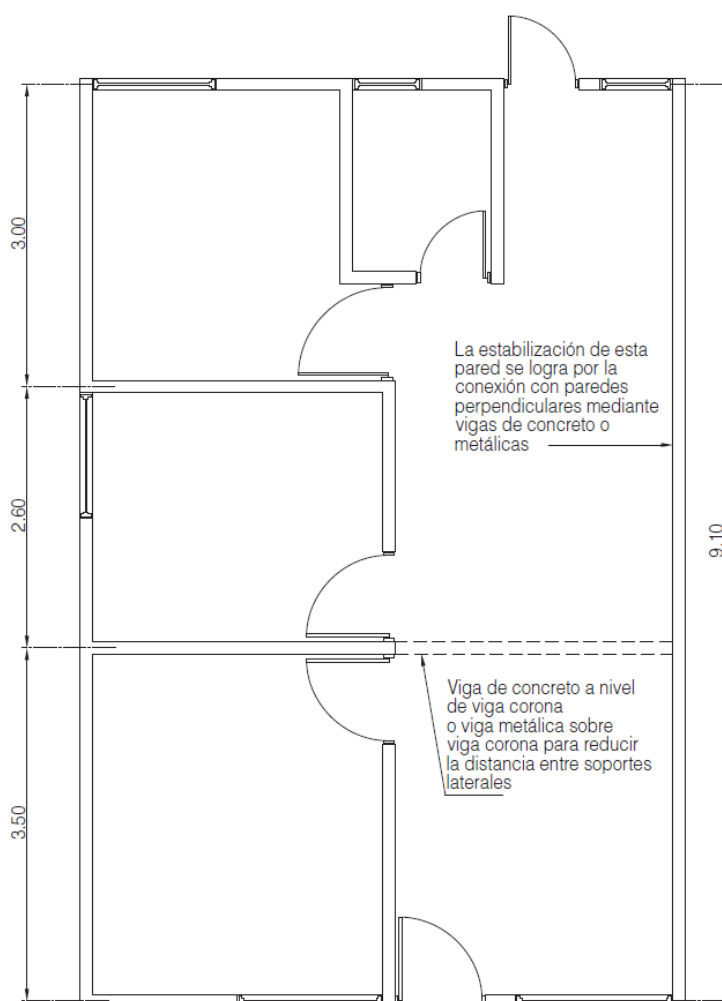 3.00
La estabilización de esta
pared se logra por la
conexión con paredes
perpendiculares mediante
vigas de concreto o
metálicas
2.60
9.10
Viga de concreto a nivel
de viga corona
o viga metálica sobre
viga corona para reducir
la distancia entre soportes
laterales
3.50